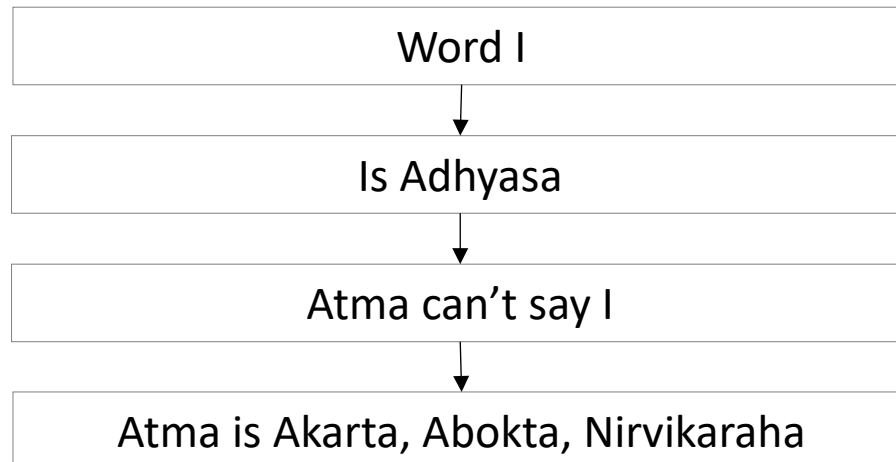 Word I
Is Adhyasa
Atma can’t say I
Atma is Akarta, Abokta, Nirvikaraha